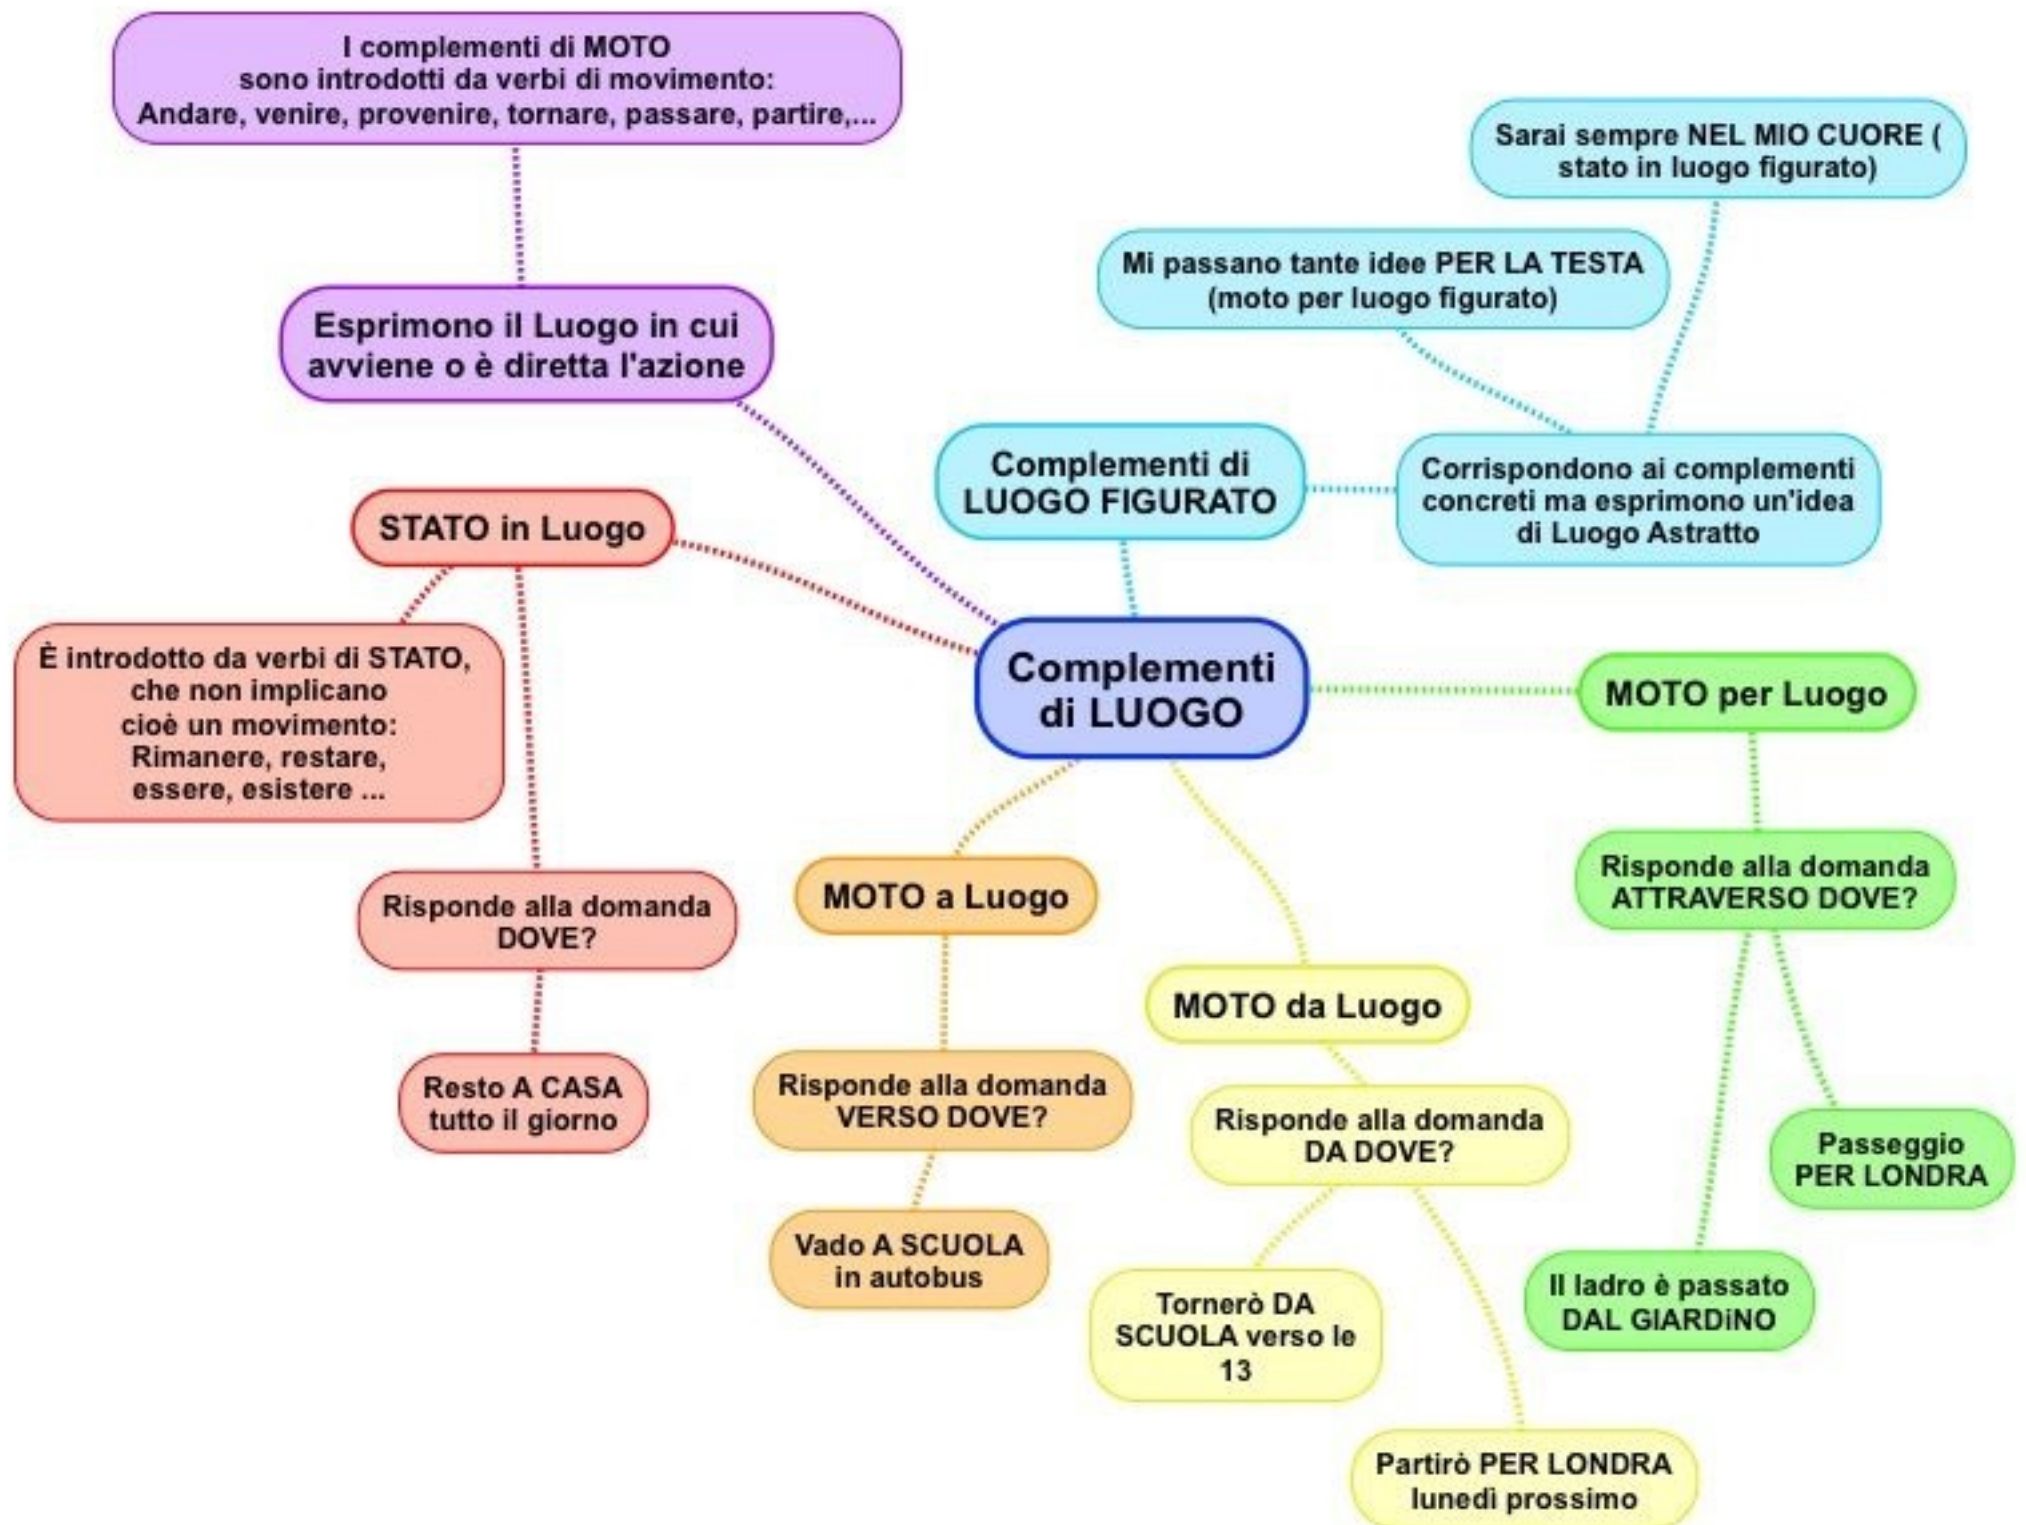 I complementi di MOTO
sono introdotti da verbi di movimento:
Andare, venire, provenire, tornare, passare, partire,...
Esprimono il Luogo in cui
avviene o è diretta l'azione
Sarai sempre NEL MIO CUORE (
stato in luogo figurato)
Mi passano tante idee PER LA TESTA
(moto per luogo figurato)
Complementi di
LUOGO FIGURATO
Corrispondono ai complementi
concreti ma esprimono un'idea
di Luogo Astratto
STATO in Luogo
È introdotto da verbi di STATO,
che non implicano
cioè un movimento:
Rimanere, restare,
essere, esistere ...
Risponde alla domanda
DOVE?
Resto A CASA
tutto il giorno
Complementi
di LUOGO
MOTO a Luogo
Risponde alla domanda
VERSO DOVE?
Vado A SCUOLA
in autobus
MOTO da Luogo
Risponde alla domanda
DA DOVE?
Tornerò DA
SCUOLA verso le
13
Partirò PER LONDRA
lunedì prossimo
MOTO per Luogo
Risponde alla domanda
ATTRAVERSO DOVE?
Passeggio
PER LONDRA
Il ladro è passato
DAL GIARDiNO